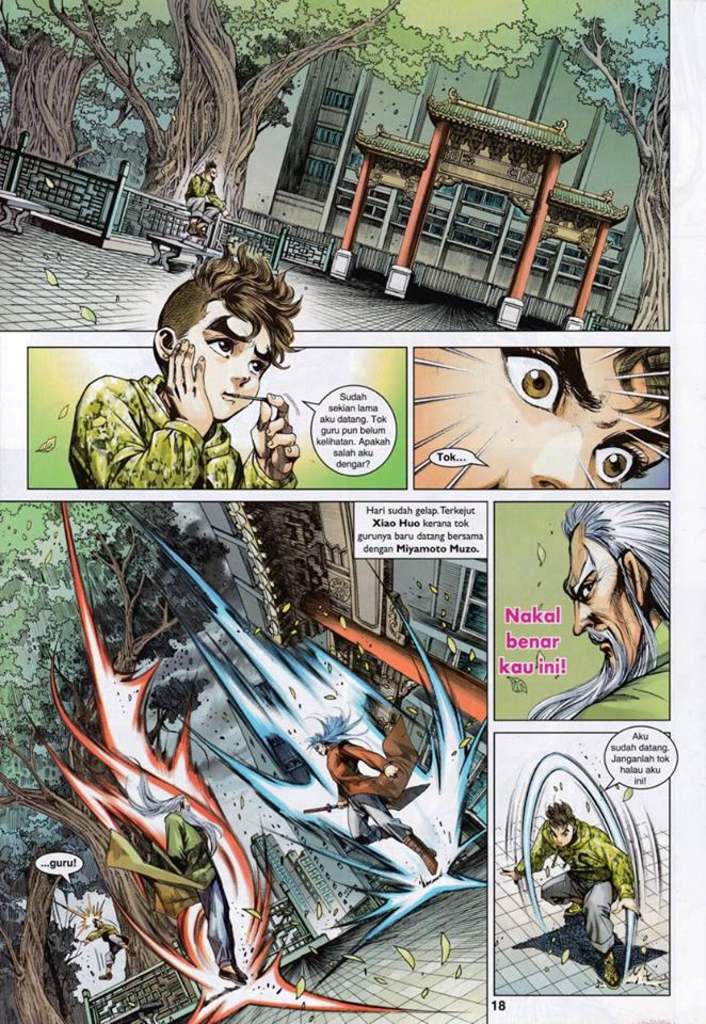 Sudah
sekian lama
aku datang. Tok
guru pun belum
kelihatan. Apakah
salah aku
dengar?
Tok...
Hari sudah gelap. Terkejut
Xiao Huo kerana tok
gurunya baru datang bersama
dengan Miyamoto Muzo.
...guru!
Nakal
benar
kau ini!
Aku
sudah datang.
Janganlah tok
halau aku
ini!
18